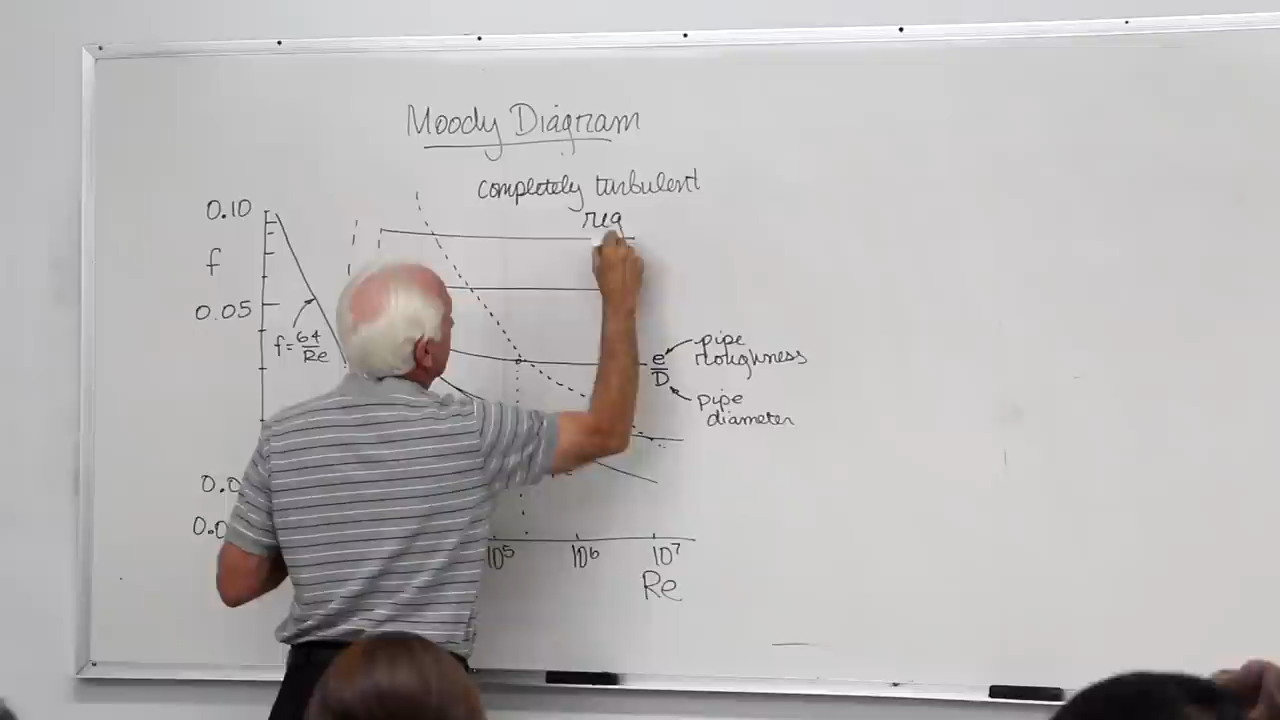 Moody Diagram
completely turbulent
reg
0.10
f
0.05
f = 64
Re
e
D
pipe
roughness
pipe
diameter
0.0
0.0
10⁵ 10⁶ 10⁷
Re